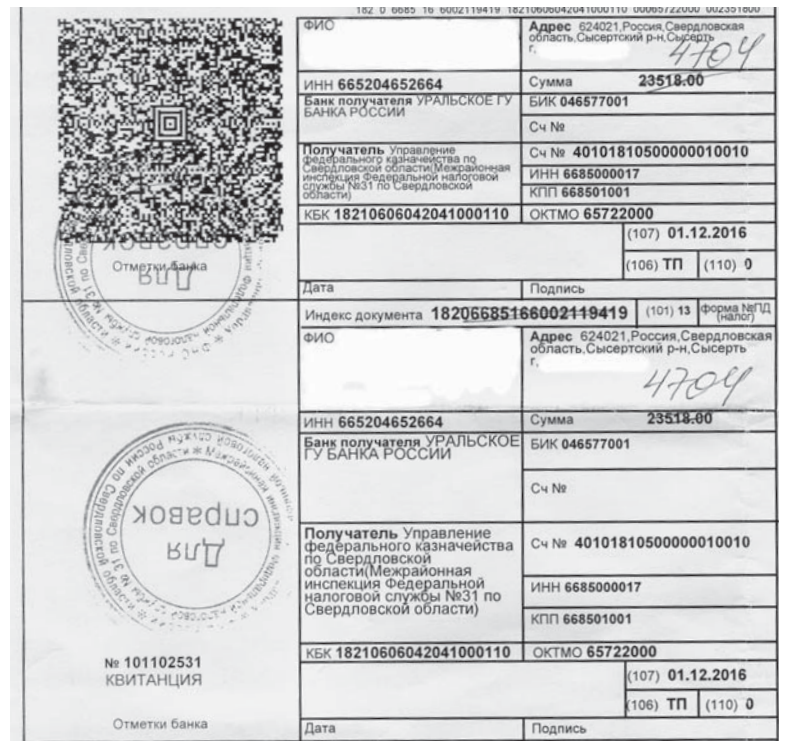 182 0 6685 16 6002119419 18210606042041000110 00065722000 002351800
ФИО
Адрес 624021,Россия,Свердловская
область,Сысертский р-н,Сысерть
г,
4704
ИНН 665204652664
Сумма 23518.00
Банк получателя УРАЛЬСКОЕ ГУ
БАНКА РОССИИ
БИК 046577001
Сч №
Получатель Управление
федерального казначейства по
Свердловской области(Межрайонная
инспекция Федеральной налоговой
службы №31 по Свердловской
области)
Сч № 40101810500000010010
ИНН 6685000017
КПП 668501001
КБК 18210606042041000110
ОКТМО 65722000
(107) 01.12.2016
(106) ТП (110) 0
Для
справок
Отметки банка
Дата
Подпись
Индекс документа 18206685166002119419
(101) 13
форма №ПД
(налог)
ФИО
Адрес 624021,Россия,Свердловская
область,Сысертский р-н,Сысерть
г,
4704
ИНН 665204652664
Сумма 23518.00
Банк получателя УРАЛЬСКОЕ
ГУ БАНКА РОССИИ
БИК 046577001
Сч №
Для
справок
Получатель Управление
федерального казначейства
по Свердловской
области(Межрайонная
инспекция Федеральной
налоговой службы №31 по
Свердловской области)
Сч № 40101810500000010010
ИНН 6685000017
КПП 668501001
КБК 18210606042041000110
ОКТМО 65722000
№ 101102531
КВИТАНЦИЯ
(107) 01.12.2016
(106) ТП (110) 0
Отметки банка
Дата
Подпись